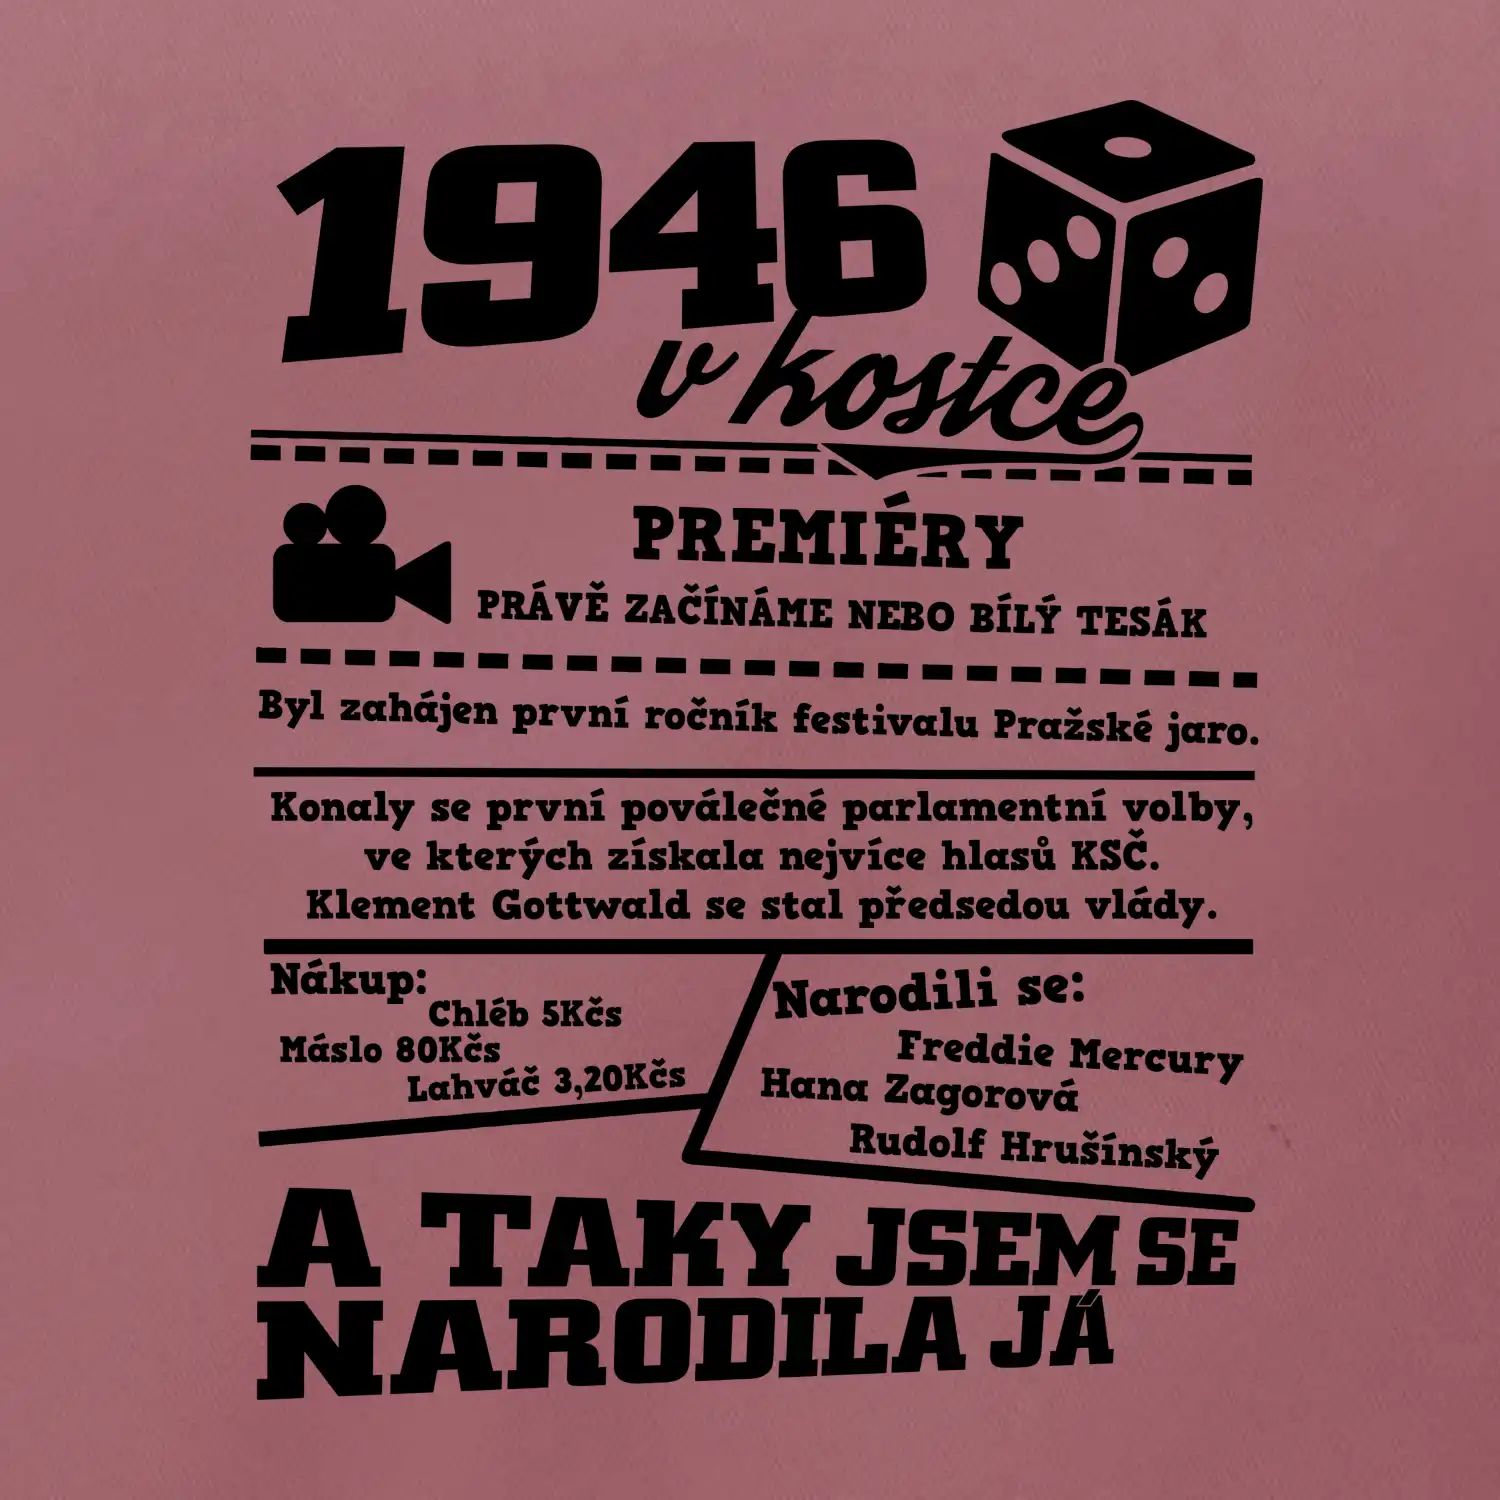 1946
v kostce
PREMIÉRY
PRÁVĚ ZAČÍNÁME NEBO BÍLÝ TESÁK
Byl zahájen první ročník festivalu Pražské jaro.
Konaly se první poválečné parlamentní volby,
ve kterých získala nejvíce hlasů KSČ.
Klement Gottwald se stal předsedou vlády.
Nákup:
Chléb 5Kčs
Máslo 80Kčs
Lahváč 3,20Kčs
Narodili se:
Freddie Mercury
Hana Zagorová
Rudolf Hrušínský
A TAKY JSEM SE
NARODILA JÁ